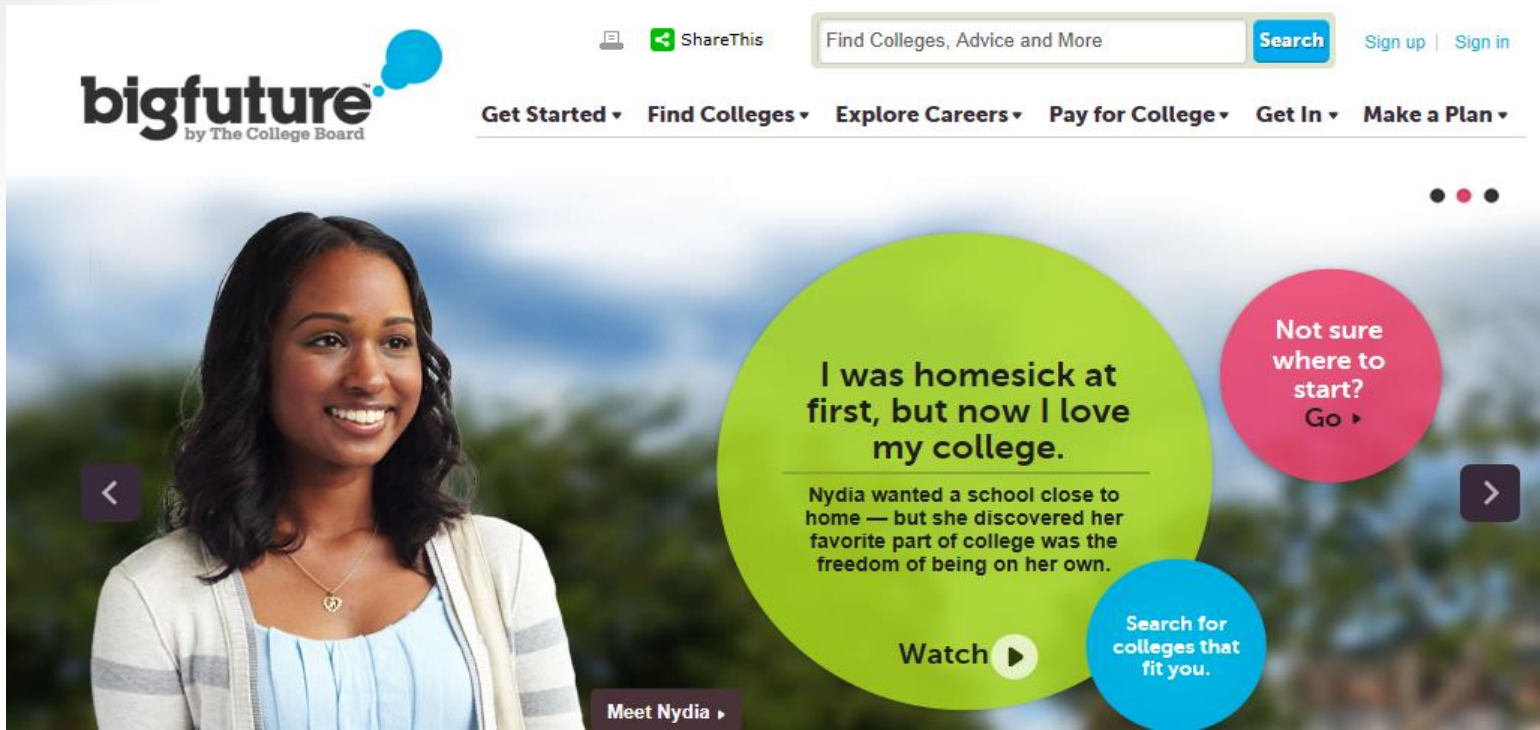 ShareThis
Find Colleges, Advice and More
Search
Sign up | Sign in
bigfuture™
by The College Board
Get Started
Find Colleges
Explore Careers
Pay for College
Get In
Make a Plan
I was homesick at
first, but now I love
my college.
Nydia wanted a school close to
home — but she discovered her
favorite part of college was the
freedom of being on her own.
Watch
Not sure
where to
start?
Go
Search for
colleges that
fit you.
Meet Nydia